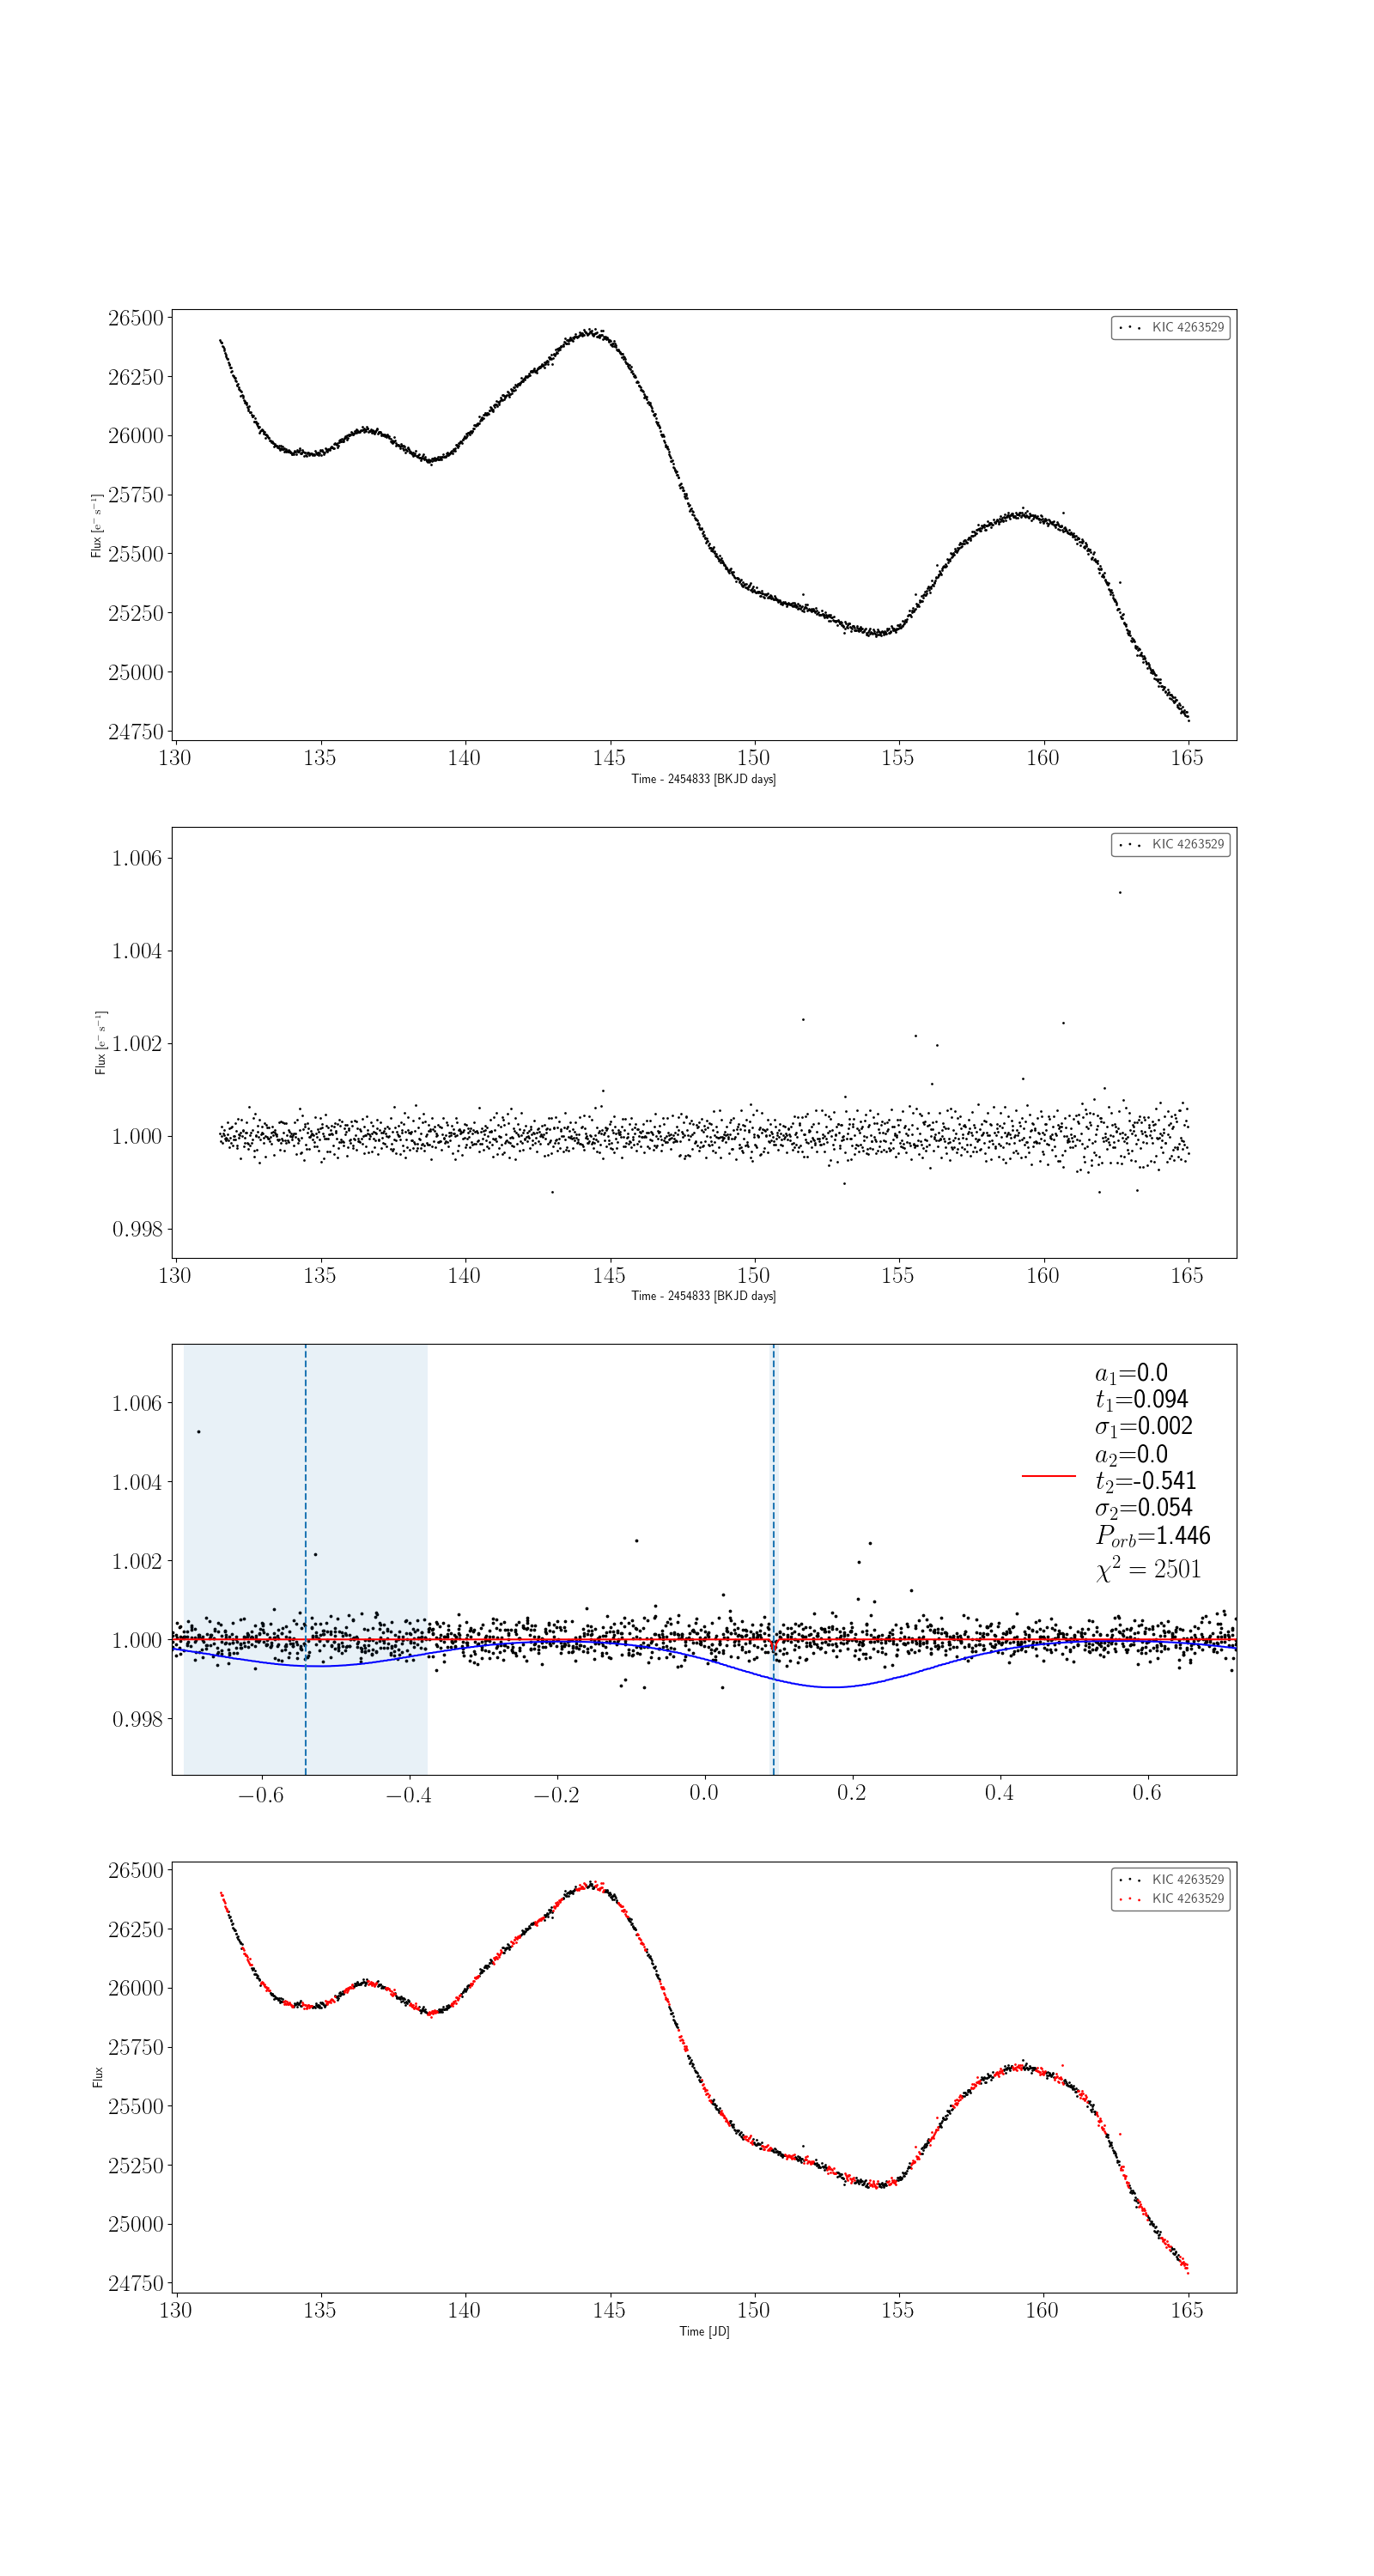 KIC 4263529
26500
26250
26000
25750
25500
25250
25000
24750
Flux [e⁻ s⁻¹]
130 135 140 145 150 155 160 165
Time - 2454833 [BKJD days]
KIC 4263529
1.006
1.004
1.002
1.000
0.998
Flux [e⁻ s⁻¹]
130 135 140 145 150 155 160 165
Time - 2454833 [BKJD days]
1.006
1.004
1.002
1.000
0.998
a₁=0.0
t₁=0.094
σ₁=0.002
a₂=0.0
t₂=-0.541
σ₂=0.054
P_orb=1.446
χ² = 2501
−0.6 −0.4 −0.2 0.0 0.2 0.4 0.6
KIC 4263529
KIC 4263529
26500
26250
26000
25750
25500
25250
25000
24750
Flux
130 135 140 145 150 155 160 165
Time [JD]